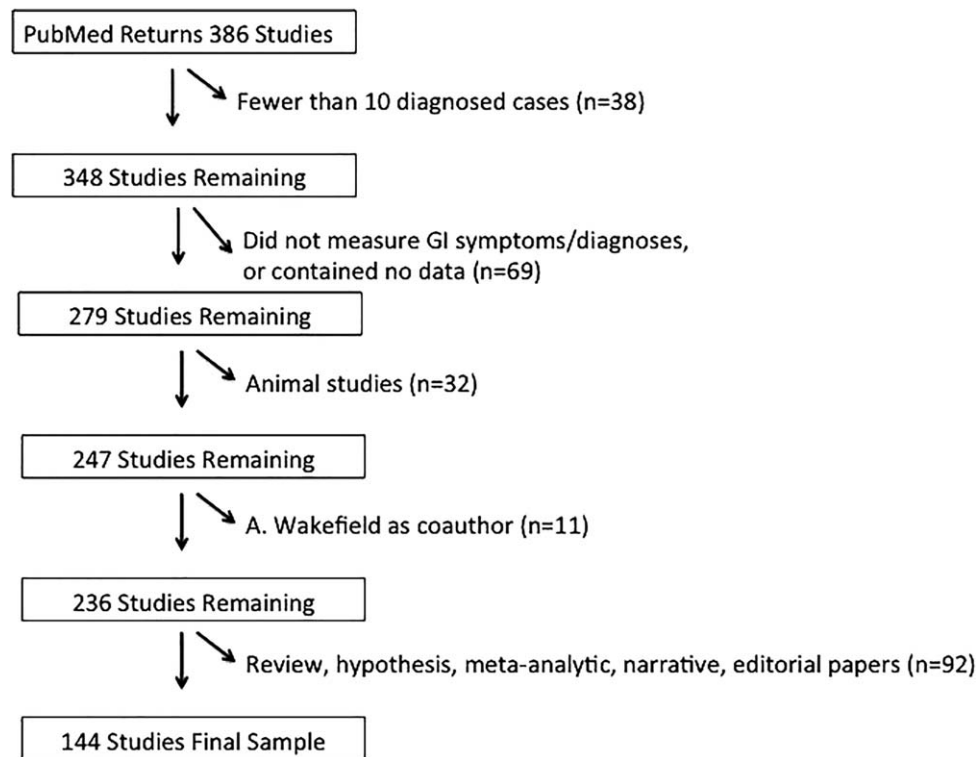 PubMed Returns 386 Studies
Fewer than 10 diagnosed cases (n=38)
348 Studies Remaining
Did not measure GI symptoms/diagnoses,
or contained no data (n=69)
279 Studies Remaining
Animal studies (n=32)
247 Studies Remaining
A. Wakefield as coauthor (n=11)
236 Studies Remaining
Review, hypothesis, meta-analytic, narrative, editorial papers (n=92)
144 Studies Final Sample